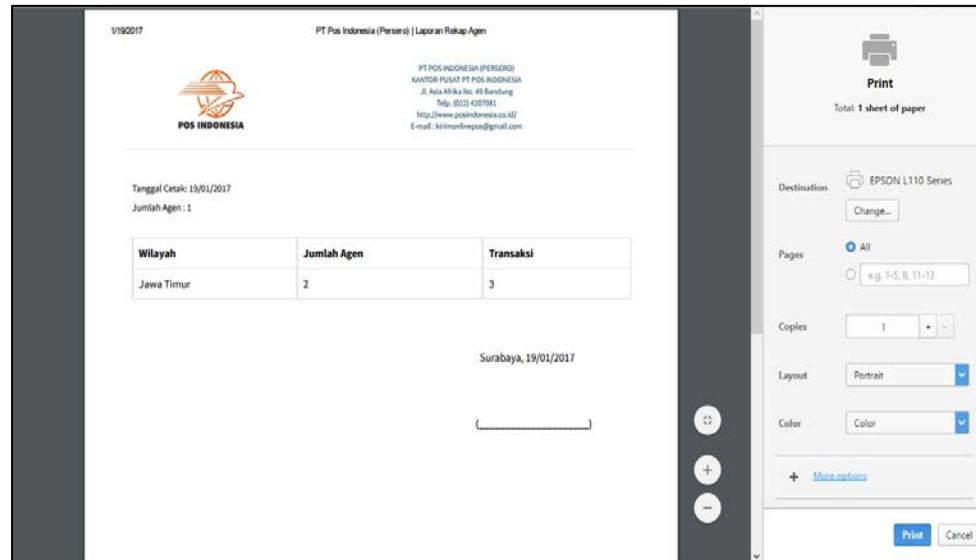 1/19/2017 PT Pos Indonesia (Persero) | Laporan Rekap Agen
POS INDONESIA
PT POS INDONESIA (PERSERO)
KANTOR PUSAT PT POS INDONESIA
Jl. Asia Afrika No. 49 Bandung
Telp. (022) 4207081
http://www.posindonesia.co.id/
E-mail : kirimonlinepos@gmail.com
Tanggal Cetak: 19/01/2017
Jumlah Agen : 1
Wilayah Jumlah Agen Transaksi
Jawa Timur 2 3
Surabaya, 19/01/2017
(____________________)
Print
Total: 1 sheet of paper
Destination EPSON L110 Series
Change...
Pages All
e.g. 1-5, 8, 11-13
Copies 1 + -
Layout Portrait
Color Color
+ More options
Print Cancel